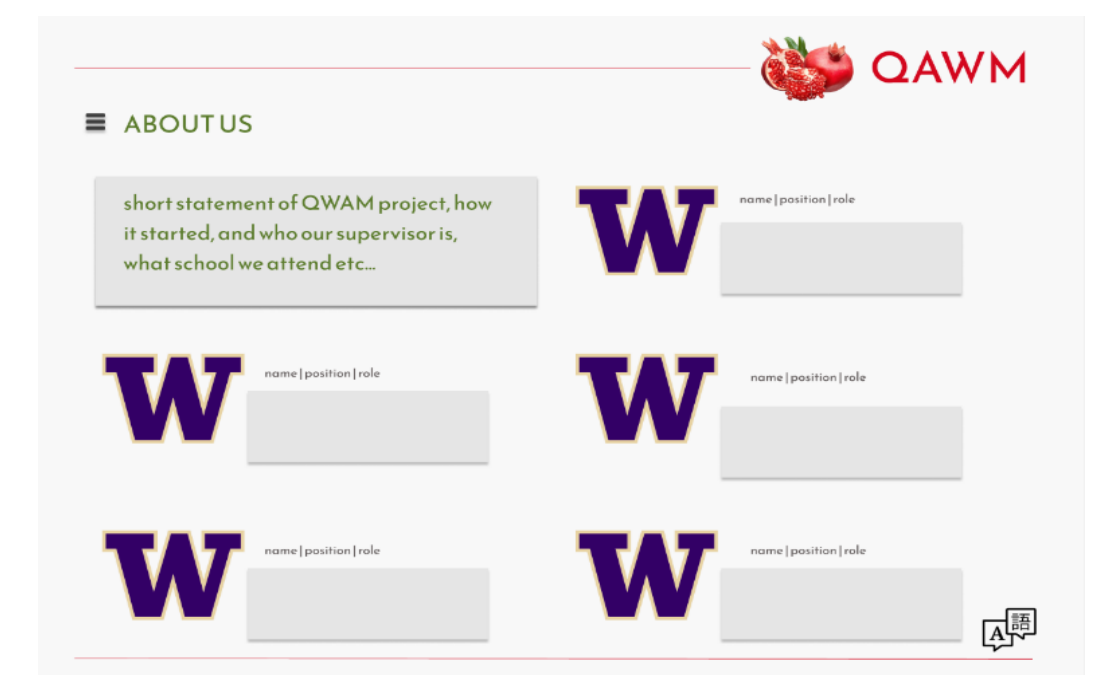 QAWM
ABOUT US
short statement of QWAM project, how
it started, and who our supervisor is,
what school we attend etc...
W
name | position | role
W
name | position | role
W
name | position | role
W
name | position | role
W
name | position | role
A 語